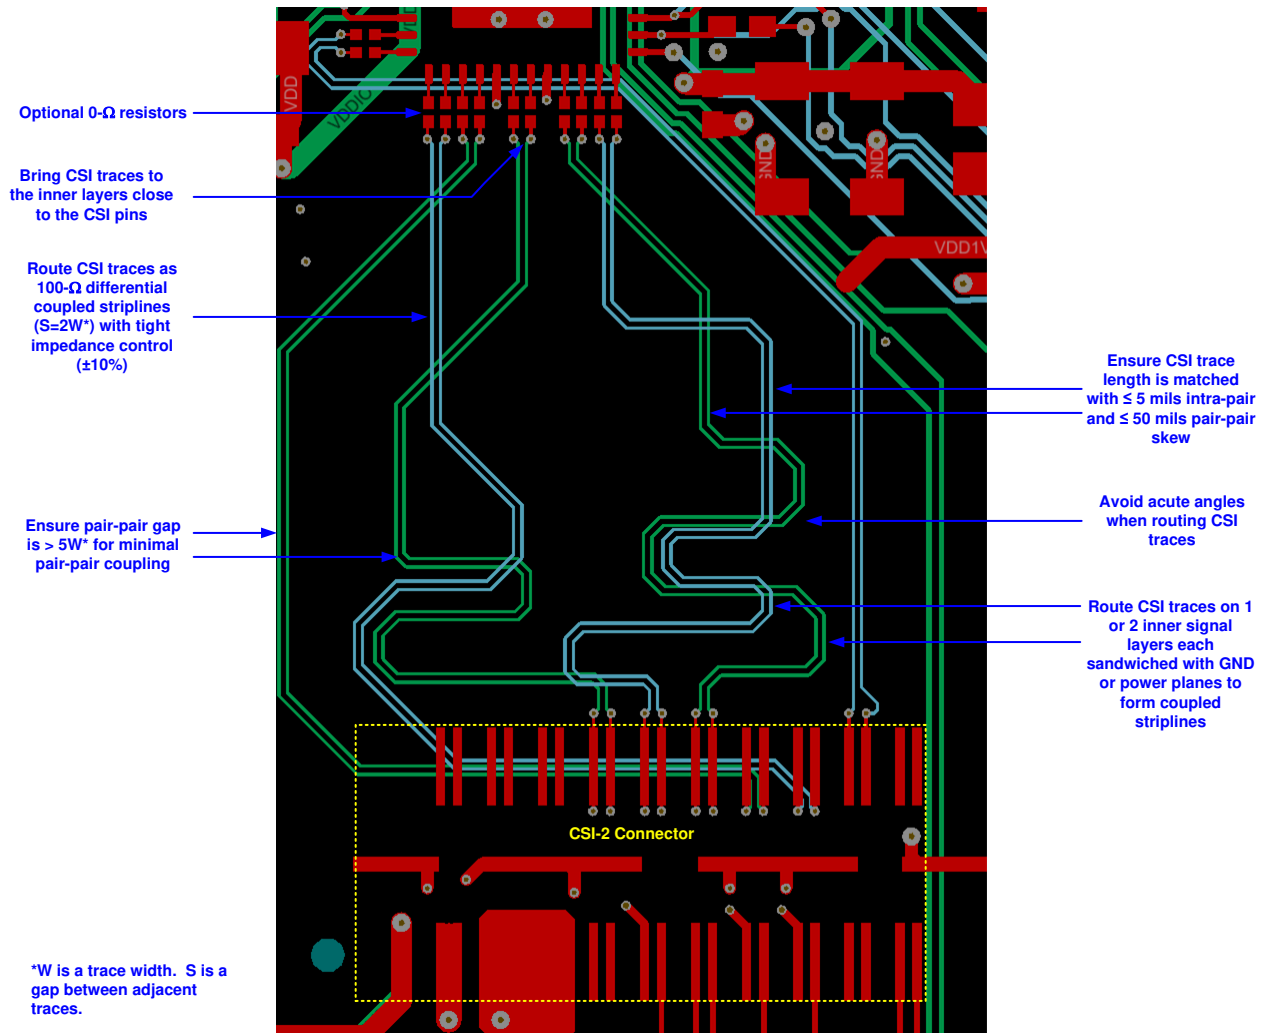 VDD
VDDIO
VDD
GND
GND
VDD1V
Optional 0-Ω resistors
Bring CSI traces to
the inner layers close
to the CSI pins
Route CSI traces as
100-Ω differential
coupled striplines
(S=2W*) with tight
impedance control
(±10%)
Ensure CSI trace
length is matched
with ≤ 5 mils intra-pair
and ≤ 50 mils pair-pair
skew
Avoid acute angles
when routing CSI
traces
Ensure pair-pair gap
is > 5W* for minimal
pair-pair coupling
Route CSI traces on 1
or 2 inner signal
layers each
sandwiched with GND
or power planes to
form coupled
striplines
CSI-2 Connector
*W is a trace width. S is a
gap between adjacent
traces.